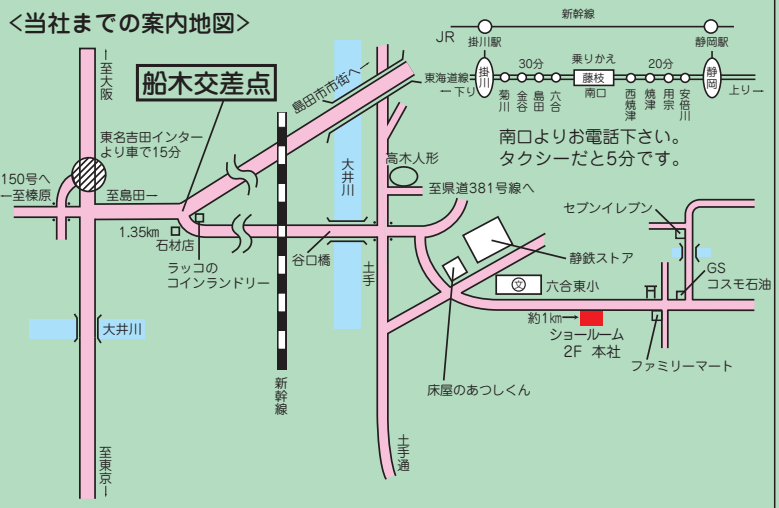 <当社までの案内地図>
船木交差点
新幹線
JR
掛川駅
静岡駅
東海道線
←下り
掛川
30分
菊川
金谷
島田
六合
乗りかえ
藤枝
南口
20分
西焼津
焼津
用宗
安倍川
静岡
上り→
南口よりお電話下さい。
タクシーだと5分です。
←至大阪
東名吉田インター
より車で15分
150号へ
←至榛原
至島田→
1.35km
石材店
ラッコの
コインランドリー
島田市市街へ←
大井川
高木人形
至県道381号線へ
谷口橋
土手
セブンイレブン
静鉄ストア
文
六合東小
GS
コスモ石油
約1km→
ショールーム
2F 本社
ファミリーマート
床屋のあつしくん
大井川
新幹線
土手通
至東京→